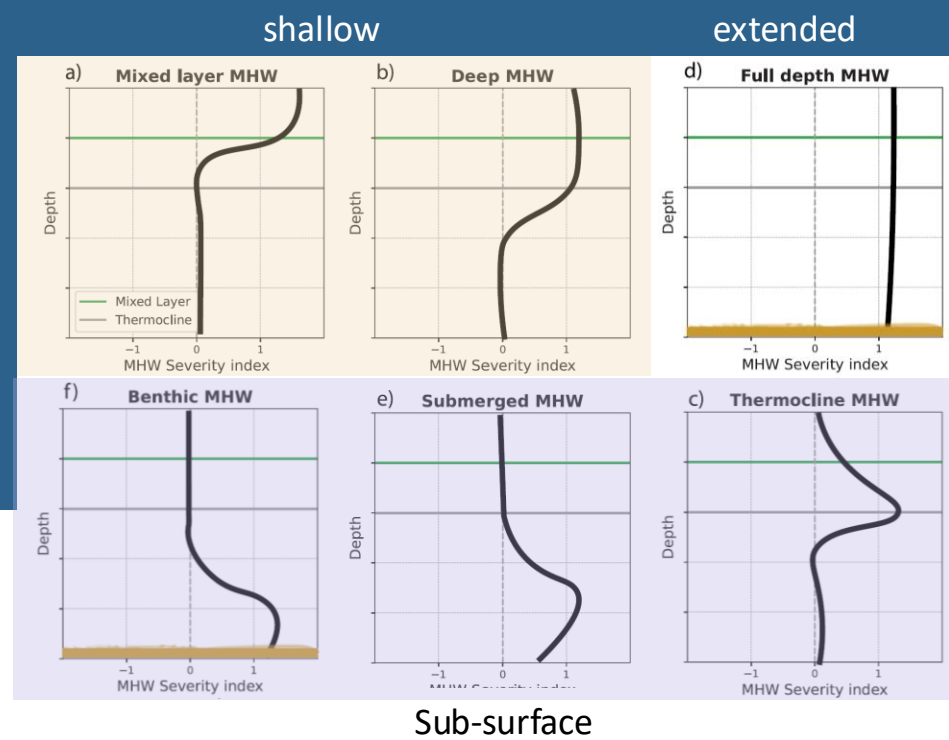 shallow
extended
a) Mixed layer MHW
Depth
Mixed Layer
Thermocline
−1 0 1
MHW Severity index
b) Deep MHW
Depth
−1 0 1
MHW Severity index
d) Full depth MHW
Depth
−1 0 1
MHW Severity index
f) Benthic MHW
Depth
−1 0 1
MHW Severity index
e) Submerged MHW
Depth
−1 0 1
MHW Severity index
c) Thermocline MHW
Depth
−1 0 1
MHW Severity index
Sub-surface